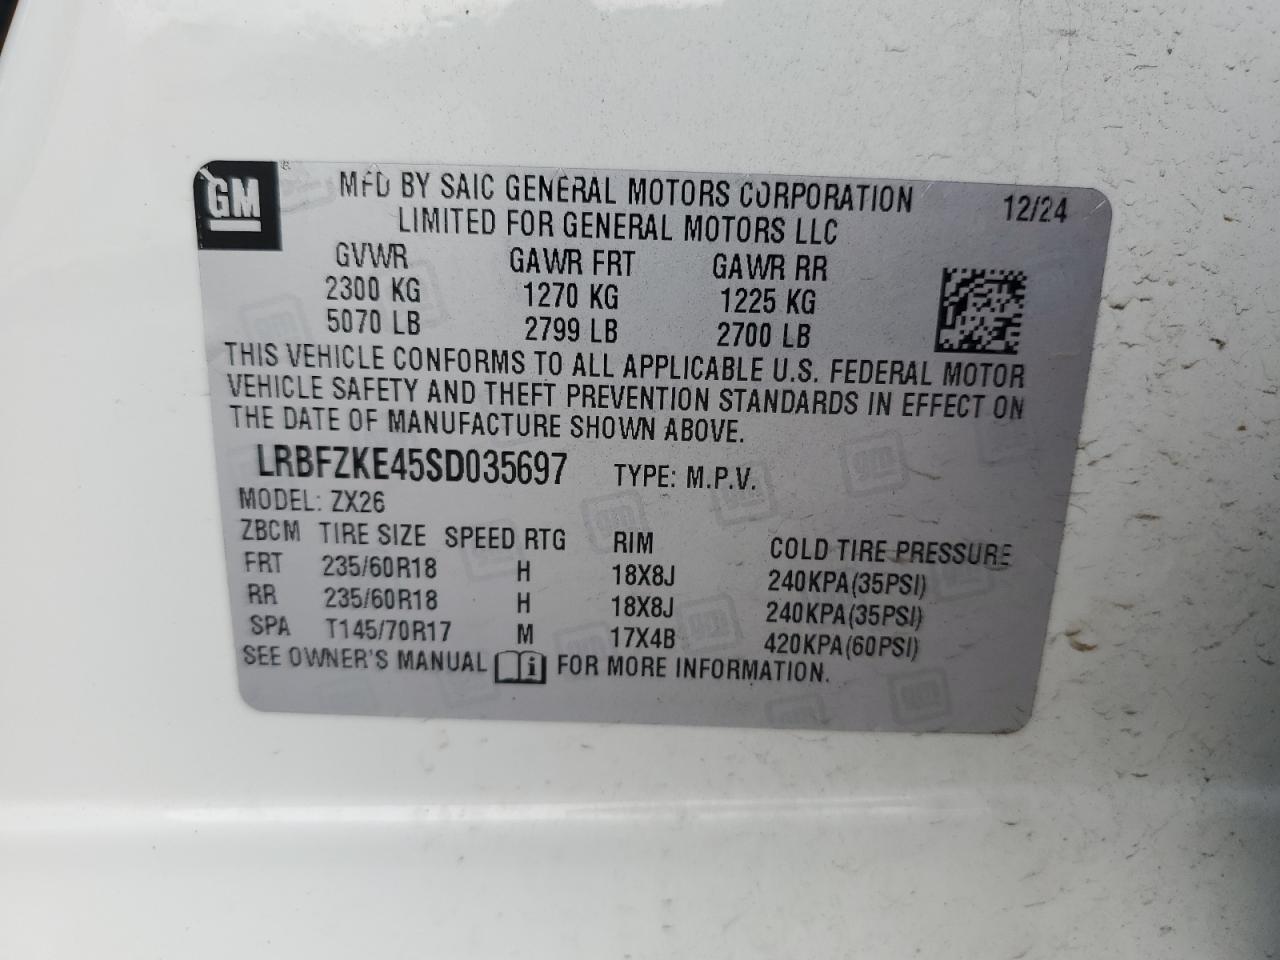 GM ®
MFD BY SAIC GENERAL MOTORS CORPORATION 12/24
LIMITED FOR GENERAL MOTORS LLC
GVWR GAWR FRT GAWR RR
2300 KG 1270 KG 1225 KG
5070 LB 2799 LB 2700 LB
THIS VEHICLE CONFORMS TO ALL APPLICABLE U.S. FEDERAL MOTOR
VEHICLE SAFETY AND THEFT PREVENTION STANDARDS IN EFFECT ON
THE DATE OF MANUFACTURE SHOWN ABOVE.
LRBFZKE45SD035697 TYPE: M.P.V.
MODEL: ZX26
ZBCM TIRE SIZE SPEED RTG RIM COLD TIRE PRESSURE
FRT 235/60R18 H 18X8J 240KPA(35PSI)
RR 235/60R18 H 18X8J 240KPA(35PSI)
SPA T145/70R17 M 17X4B 420KPA(60PSI)
SEE OWNER'S MANUAL i FOR MORE INFORMATION.